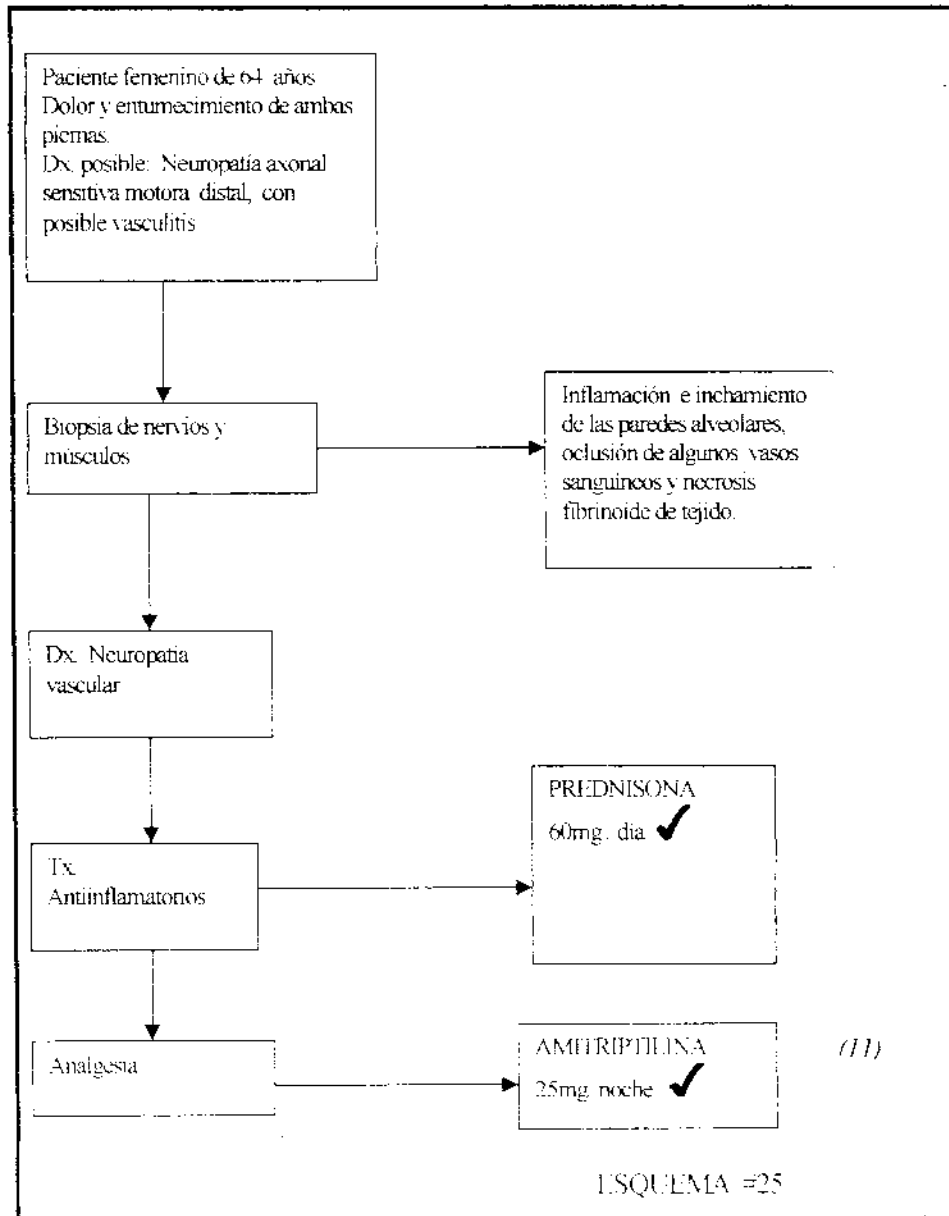 Paciente femenino de 64 años
Dolor y entumecimiento de ambas
piernas.
Dx. posible: Neuropatía axonal
sensitiva motora distal, con
posible vasculitis
Biopsia de nervios y
músculos
Inflamación e inchamiento
de las paredes alveolares,
oclusión de algunos vasos
sanguineos y necrosis
fibrinoide de tejido.
Dx. Neuropatia
vascular
PREDNISONA
60mg. dia ✓
Tx.
Antiinflamatorios
Analgesia
AMITRIPTILINA
25mg. noche ✓
(11)
ESQUEMA #25